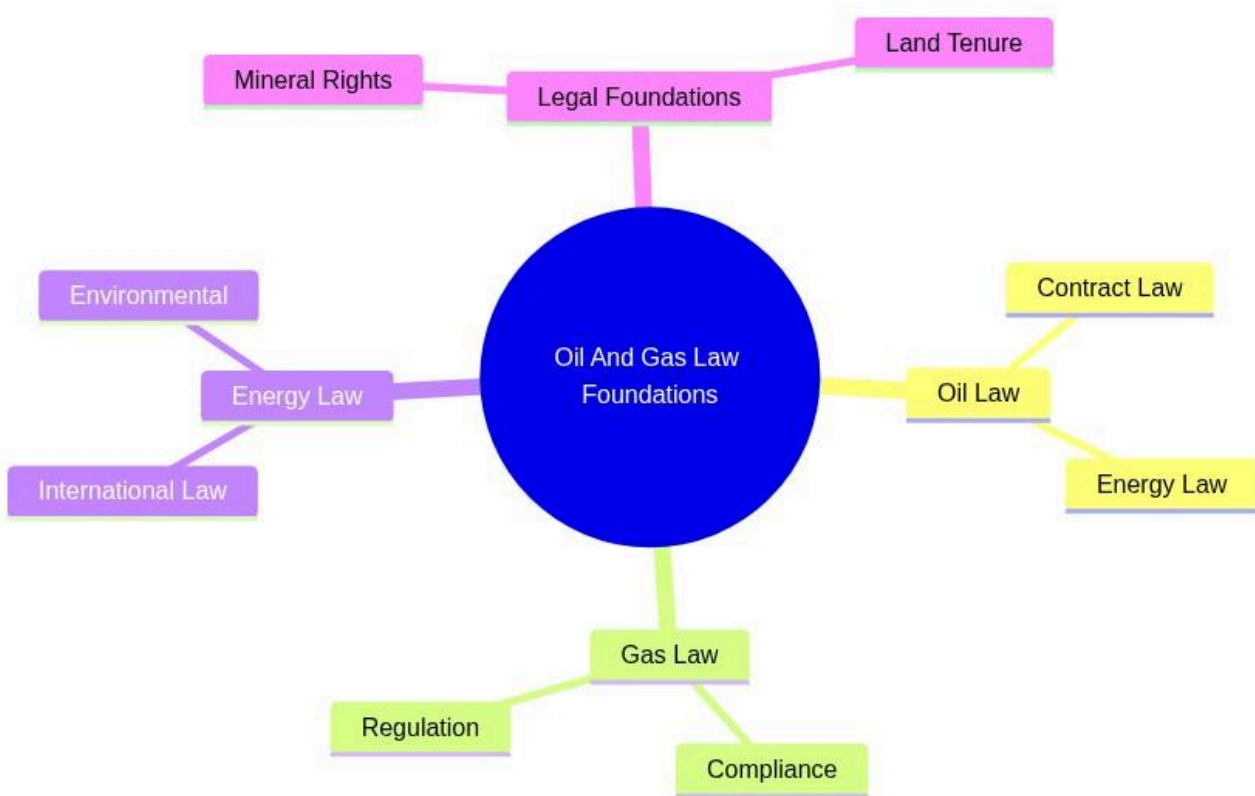 Land Tenure
Mineral Rights
Legal Foundations
Environmental
Contract Law
Oil And Gas Law
Foundations
Energy Law
Oil Law
International Law
Energy Law
Gas Law
Regulation
Compliance